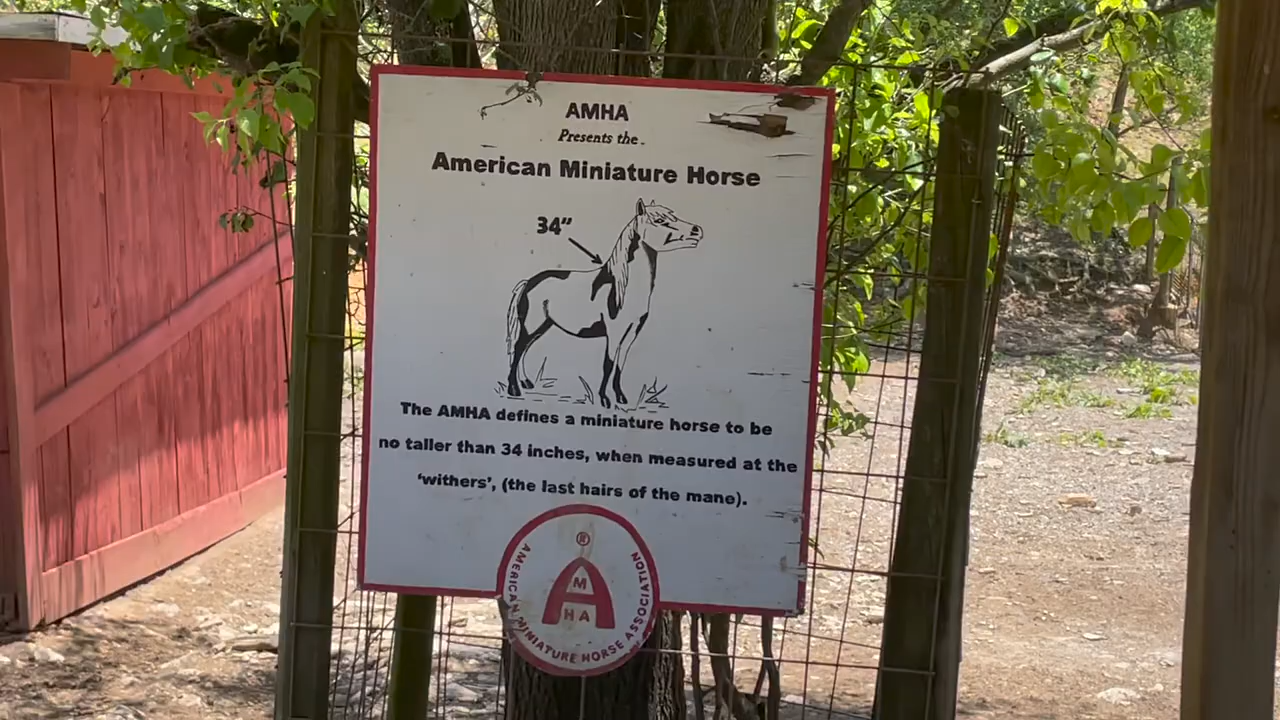 AMHA
Presents the
American Miniature Horse
34”
The AMHA defines a miniature horse to be
no taller than 34 inches, when measured at the
‘withers’, (the last hairs of the mane).
®
M
HA
AMERICAN MINIATURE HORSE ASSOCIATION